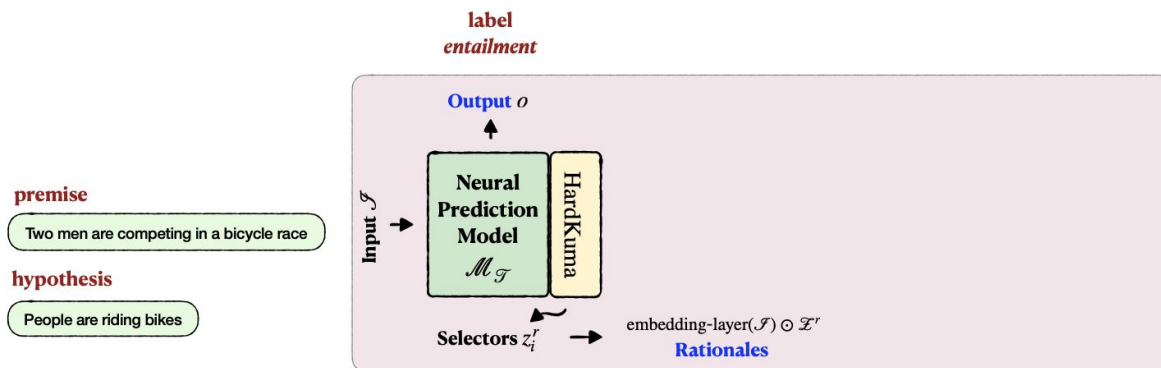 label
entailment
Output ℴ
premise
Two men are competing in a bicycle race
hypothesis
People are riding bikes
Input ℐ
Neural
Prediction
Model
ℳ_𝒯
HardKuma
Selectors z_i^r
embedding-layer(ℐ) ⊙ 𝒵^r
Rationales